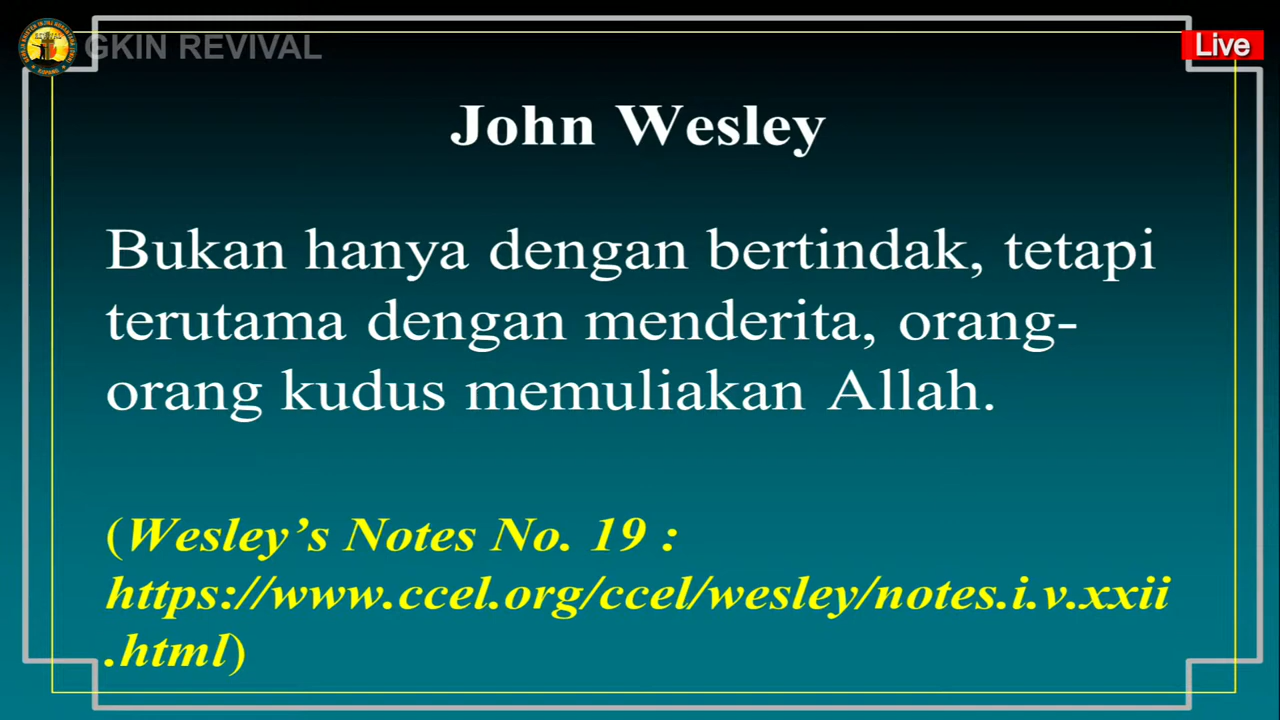 GKIN REVIVAL
Live
John Wesley
Bukan hanya dengan bertindak, tetapi
terutama dengan menderita, orang-
orang kudus memuliakan Allah.
(Wesley’s Notes No. 19 :
https://www.ccel.org/ccel/wesley/notes.i.v.xxii
.html)